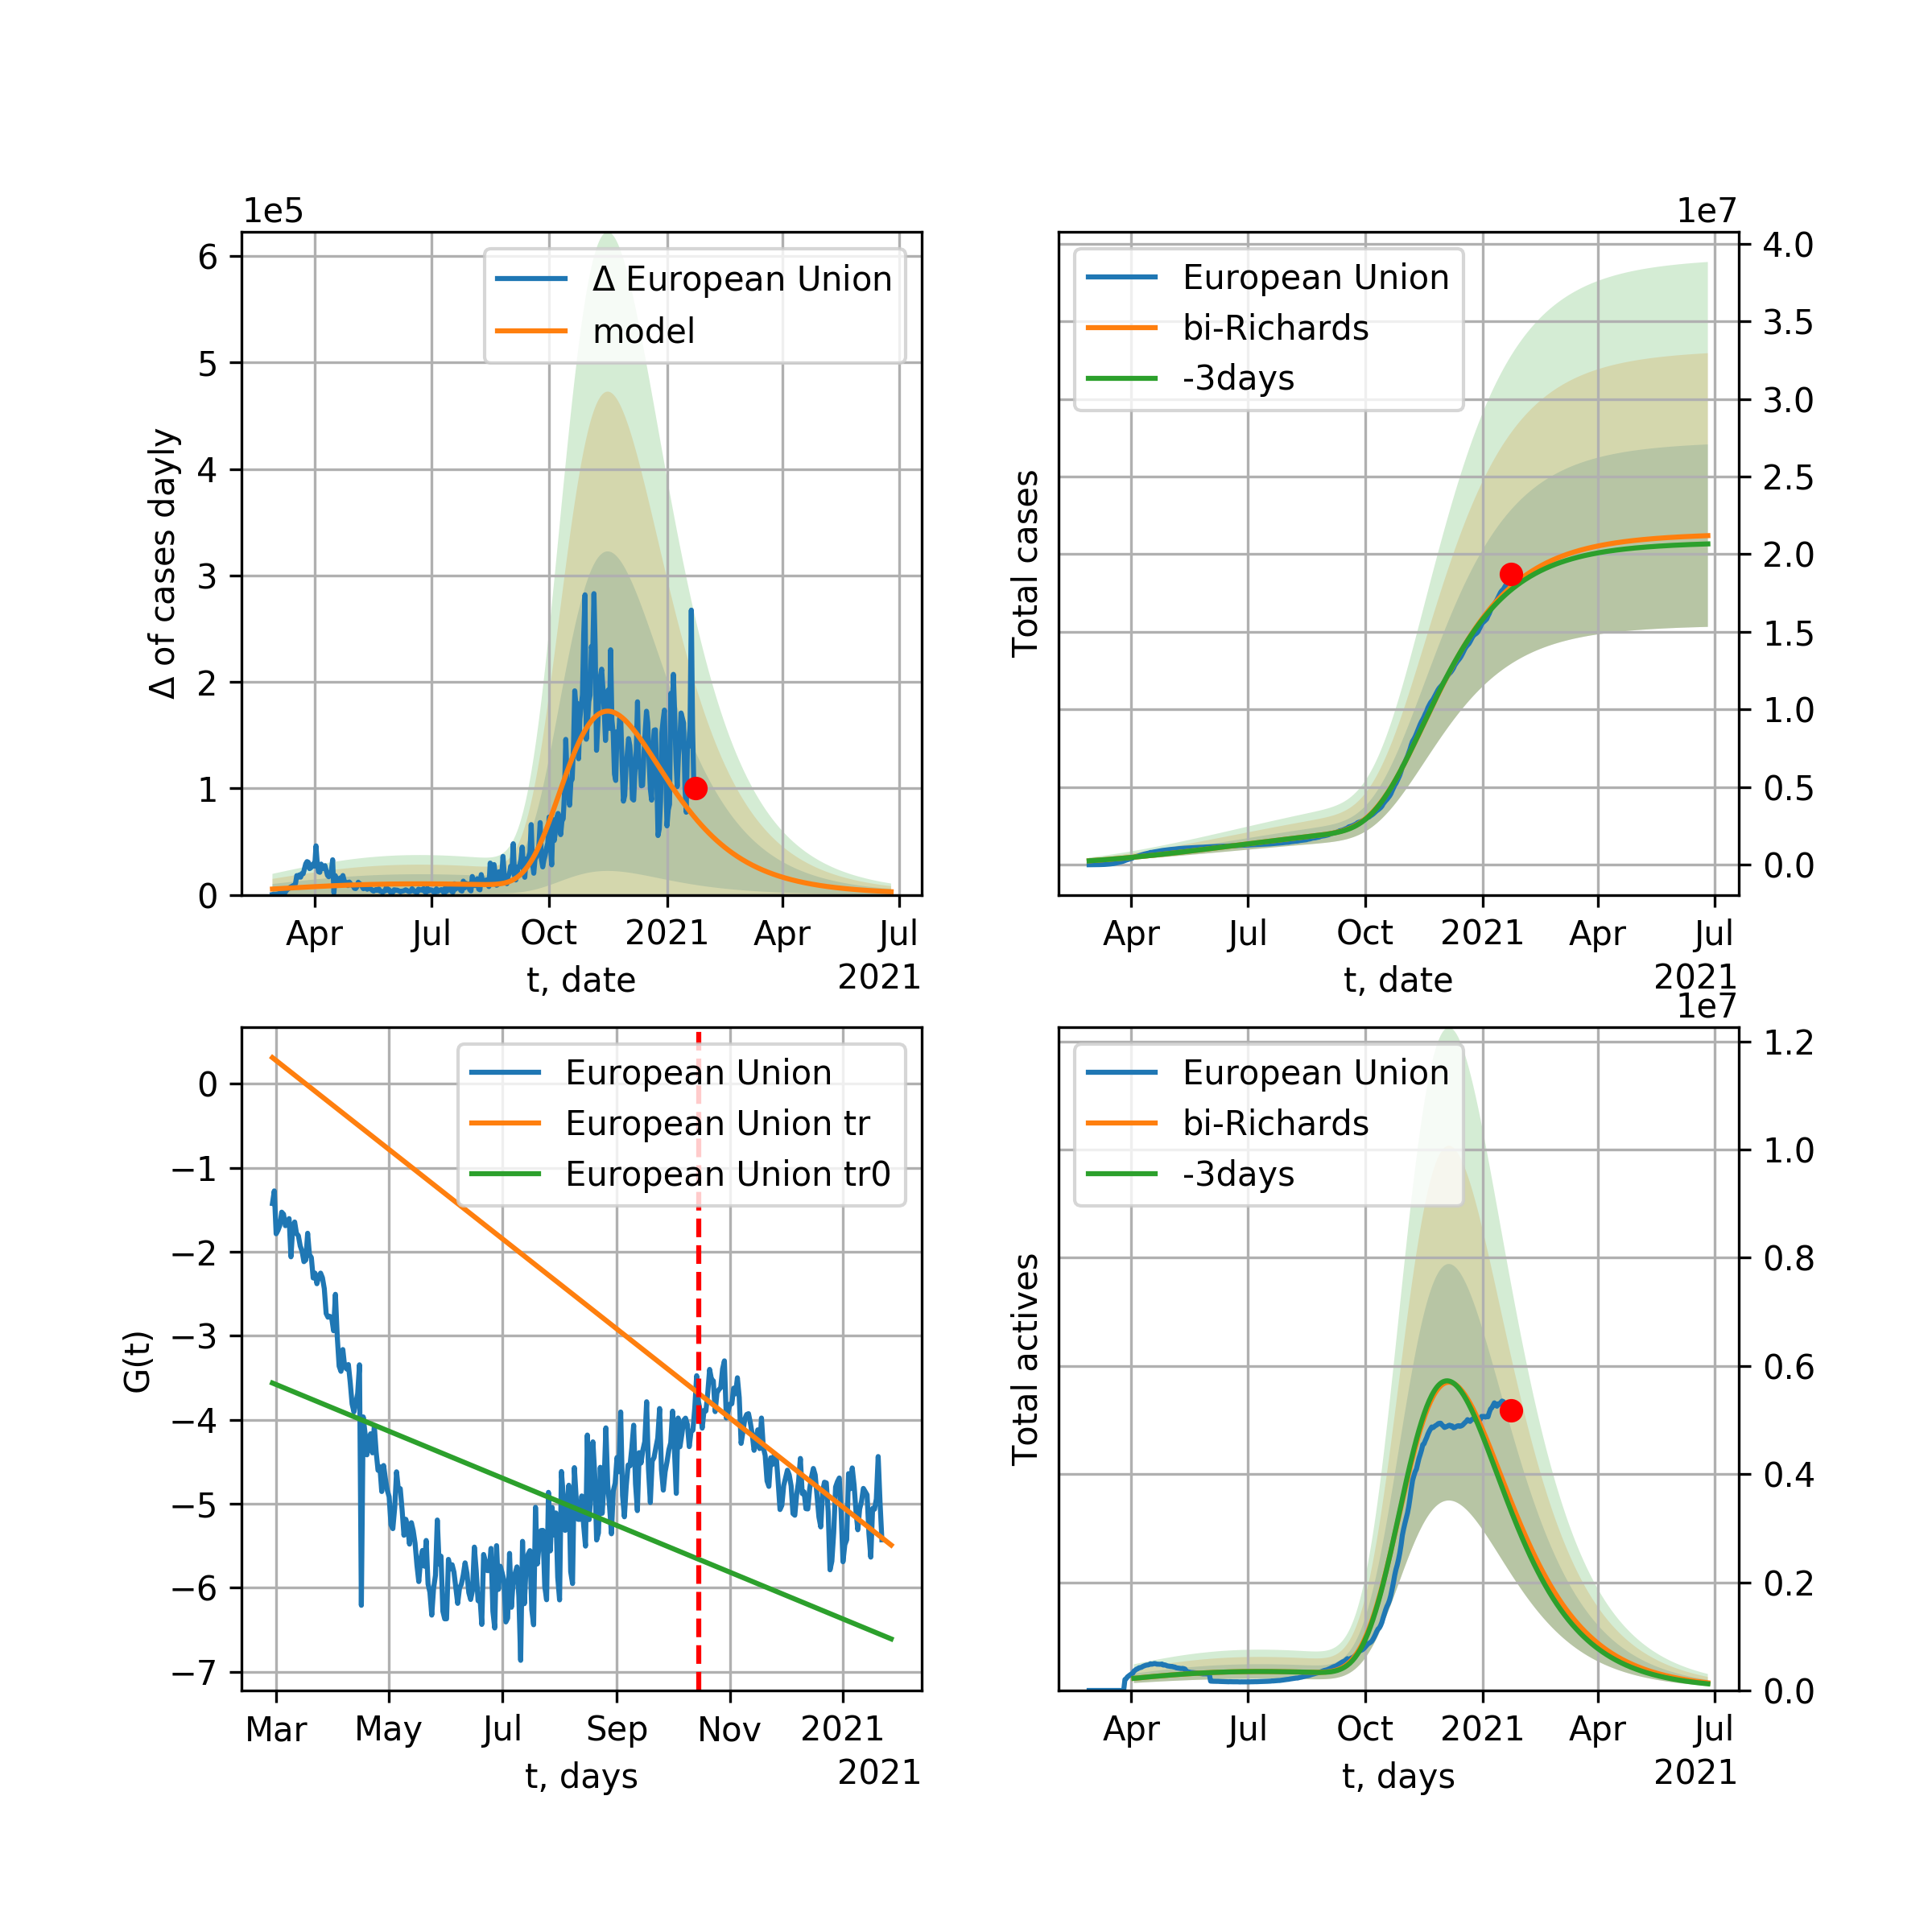 1e5
6
5
4
3
2
1
0
Δ of cases dayly
Δ European Union
model
Apr Jul Oct 2021 Apr Jul
t, date
2021
1e7
4.0
3.5
3.0
2.5
2.0
1.5
1.0
0.5
0.0
Total cases
European Union
bi-Richards
-3days
Apr Jul Oct 2021 Apr Jul
t, date
2021
0
−1
−2
−3
−4
−5
−6
−7
G(t)
European Union
European Union tr
European Union tr0
Mar May Jul Sep Nov 2021
t, days
2021
1e7
1.2
1.0
0.8
0.6
0.4
0.2
0.0
Total actives
European Union
bi-Richards
-3days
Apr Jul Oct 2021 Apr Jul
t, days
2021